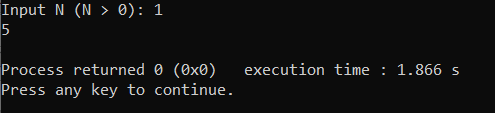 Input N (N > 0): 1
5
Process returned 0 (0x0)   execution time : 1.866 s
Press any key to continue.